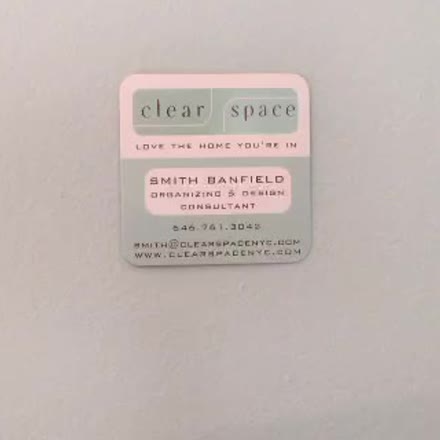 clear space
LOVE THE HOME YOU'RE IN
SMITH BANFIELD
ORGANIZING & DESIGN
CONSULTANT
646.761.3042
SMITH@CLEARSPACENYC.COM
WWW.CLEARSPACENYC.COM